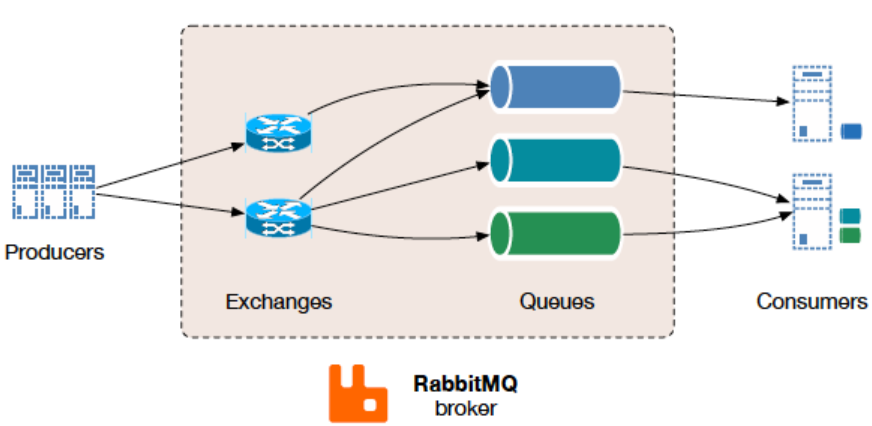 Producers
Exchanges
Queues
Consumers
RabbitMQ
broker